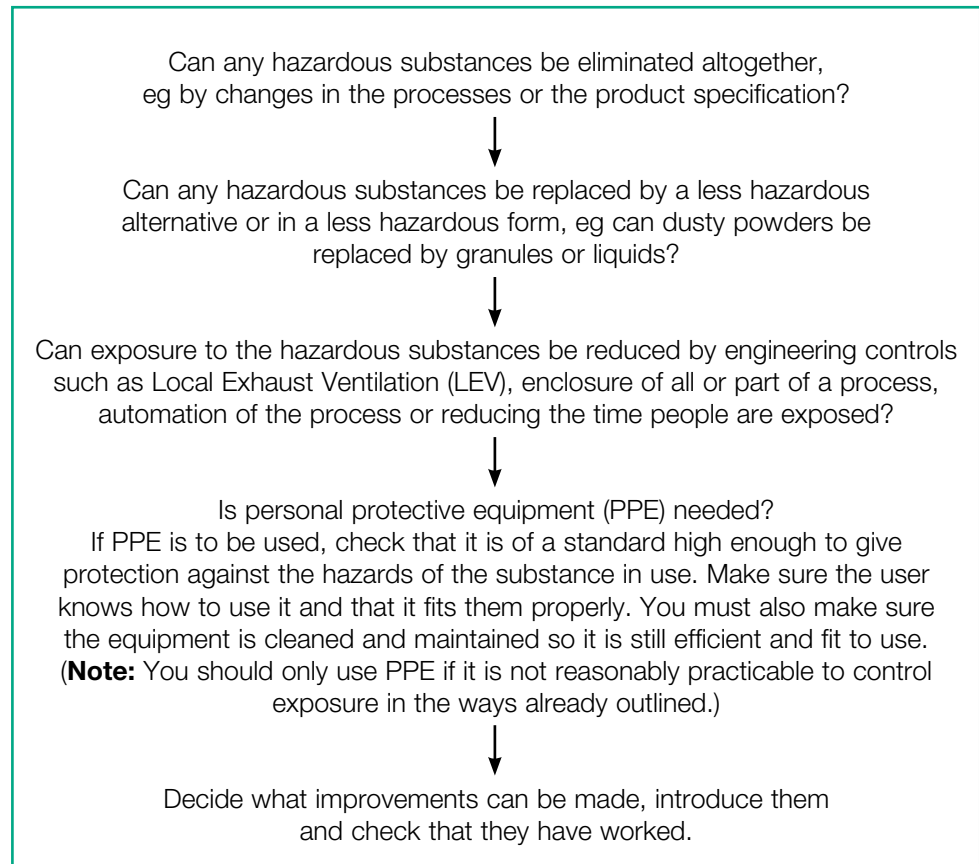 Can any hazardous substances be eliminated altogether,
eg by changes in the processes or the product specification?
Can any hazardous substances be replaced by a less hazardous
alternative or in a less hazardous form, eg can dusty powders be
replaced by granules or liquids?
Can exposure to the hazardous substances be reduced by engineering controls
such as Local Exhaust Ventilation (LEV), enclosure of all or part of a process,
automation of the process or reducing the time people are exposed?
Is personal protective equipment (PPE) needed?
If PPE is to be used, check that it is of a standard high enough to give
protection against the hazards of the substance in use. Make sure the user
knows how to use it and that it fits them properly. You must also make sure
the equipment is cleaned and maintained so it is still efficient and fit to use.
(Note: You should only use PPE if it is not reasonably practicable to control
exposure in the ways already outlined.)
Decide what improvements can be made, introduce them
and check that they have worked.